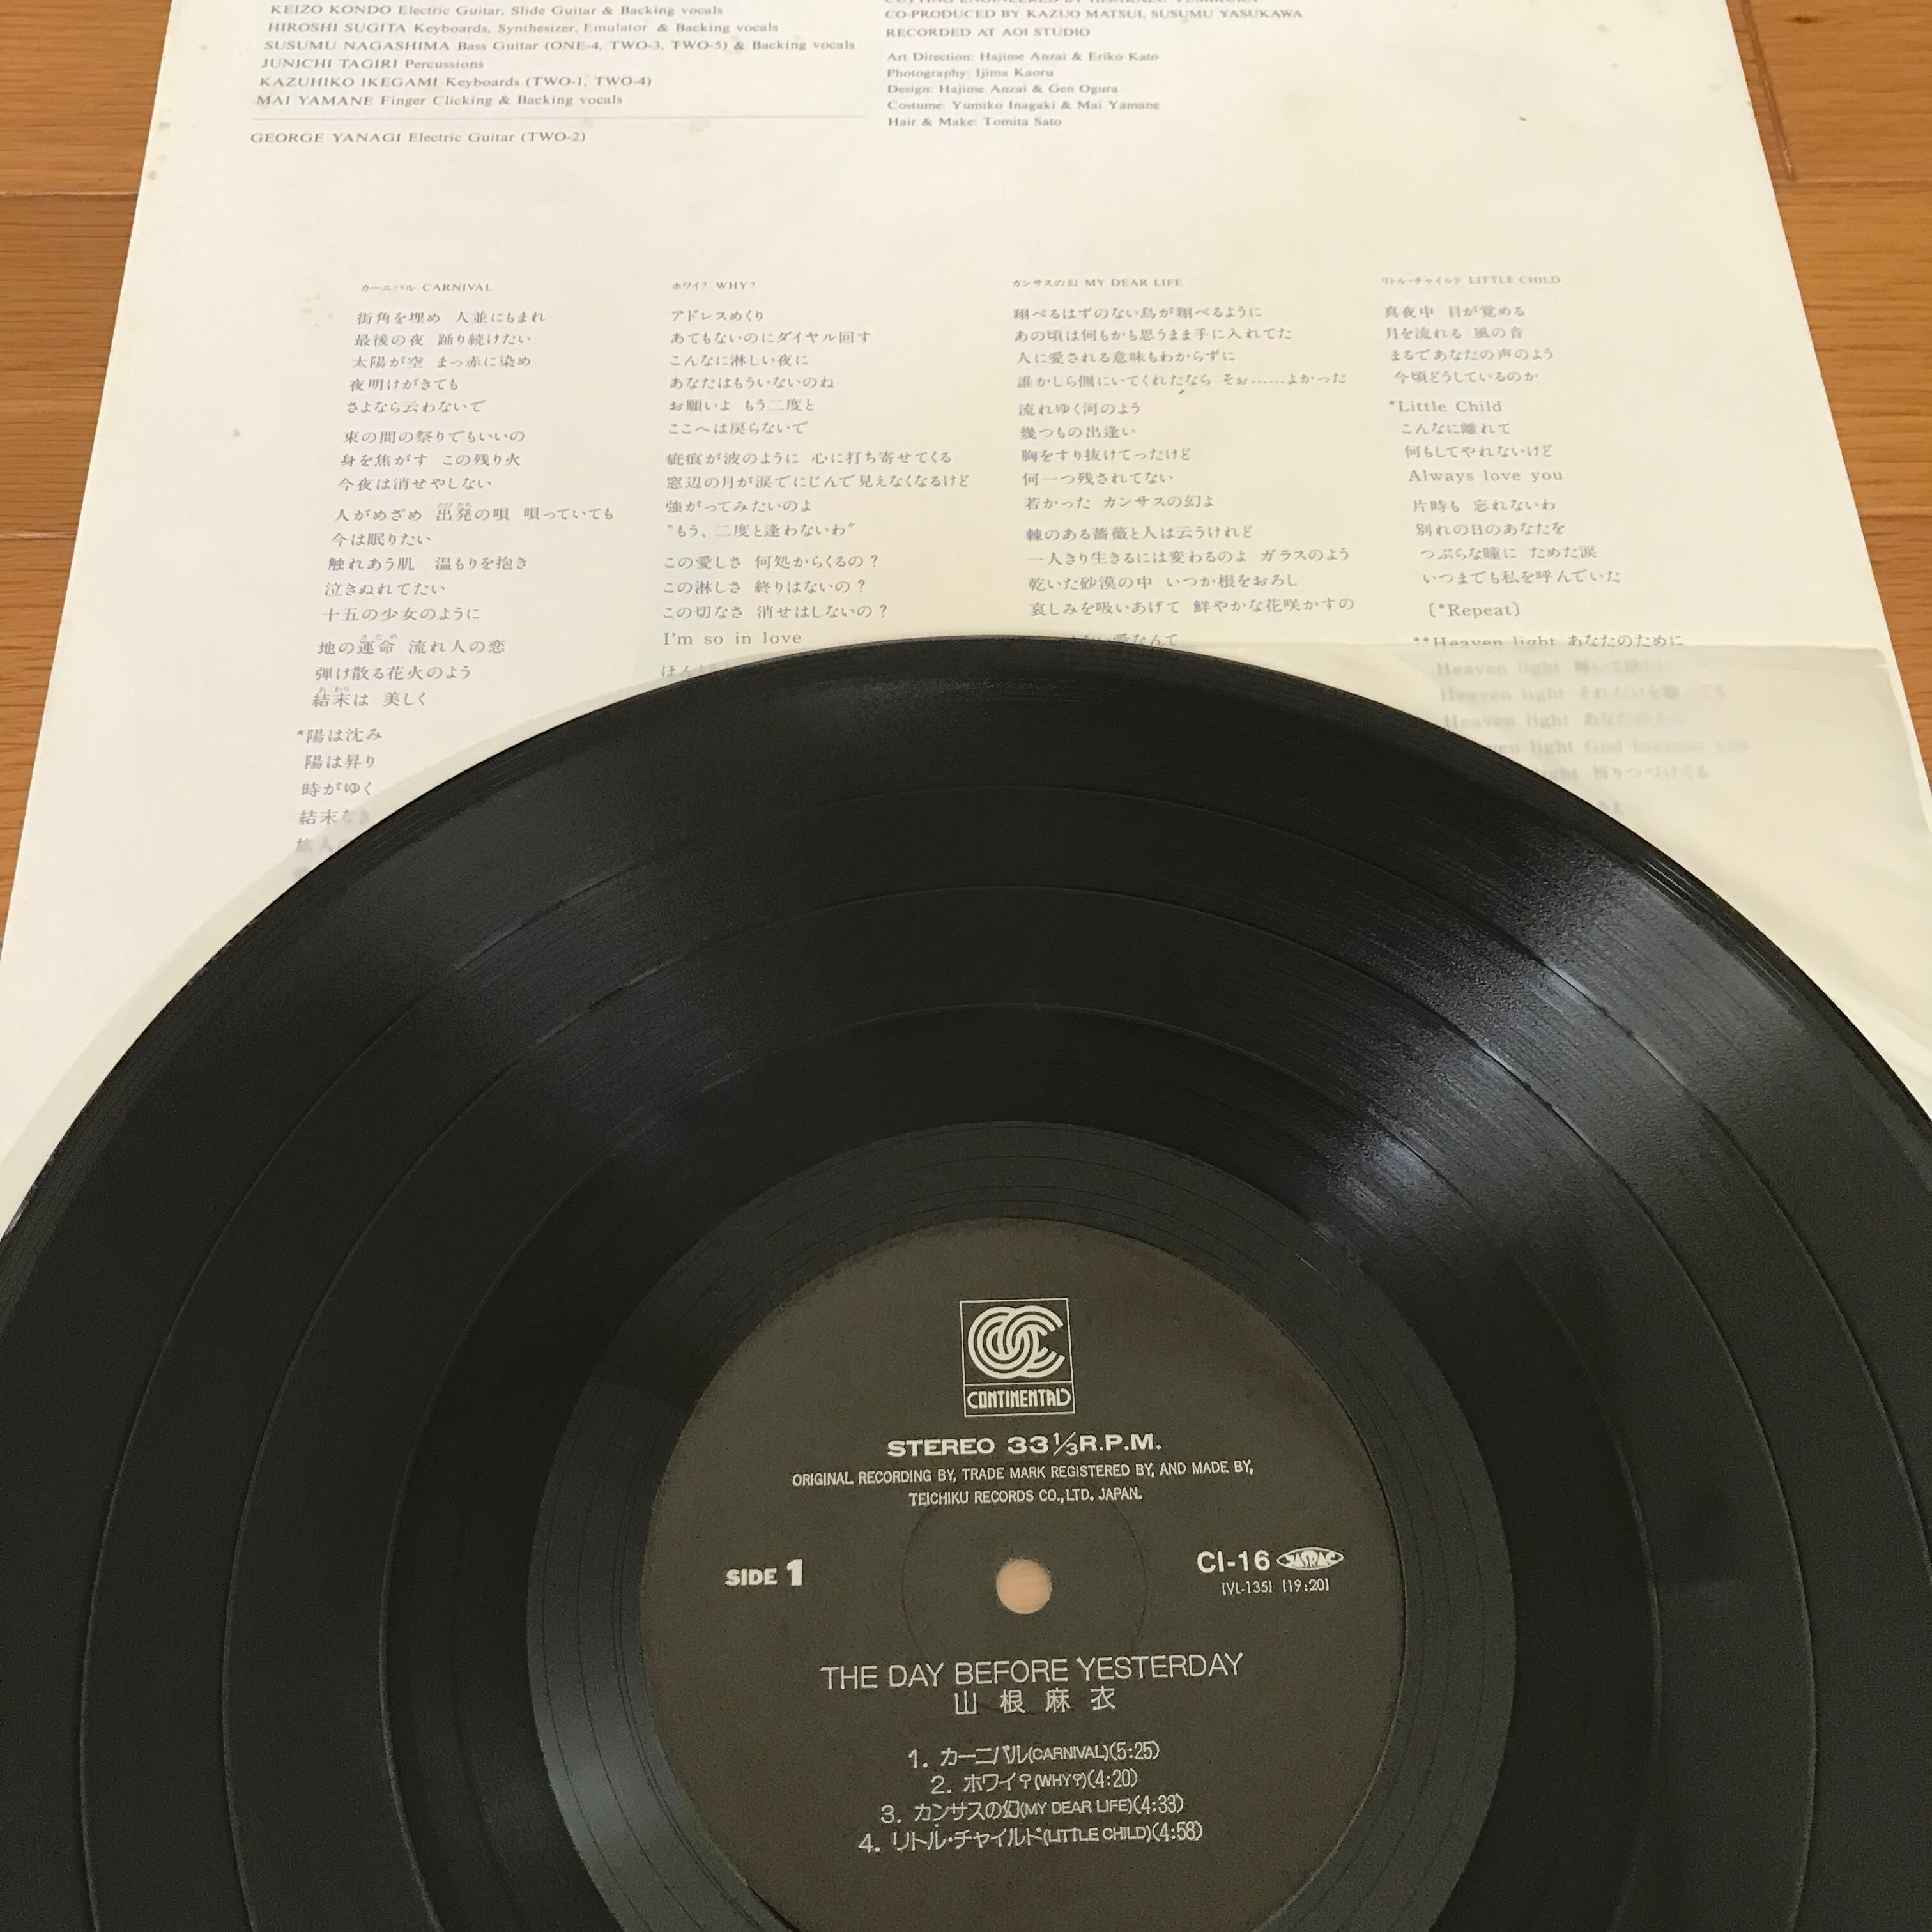 KEIZO KONDO Electric Guitar, Slide Guitar & Backing vocals
HIROSHI SUGITA Keyboards, Synthesizer, Emulator & Backing vocals
SUSUMU NAGASHIMA Bass Guitar (ONE-4, TWO-3, TWO-5) & Backing vocals
JUNICHI TAGIRI Percussions
KAZUHIKO IKEGAMI Keyboards (TWO-1, TWO-4)
MAI YAMANE Finger Clicking & Backing vocals
GEORGE YANAGI Electric Guitar (TWO-2)
CO-PRODUCED BY KAZUO MATSUI, SUSUMU YASUKAWA
RECORDED AT AOI STUDIO
Art Direction: Hajime Anzai & Eriko Kato
Photography: Ijima Kaoru
Design: Hajime Anzai & Gen Ogura
Costume: Yumiko Inagaki & Mai Yamane
Hair & Make: Tomita Sato
カーニバル CARNIVAL
街角を埋め 人並にもまれ
最後の夜 踊り続けたい
太陽が空 まっ赤に染め
夜明けがきても
さよなら云わないで
束の間の祭りでもいいの
身を焦がす この残り火
今夜は消せやしない
人がめざめ 出発の唄 唄っていても
今は眠りたい
触れあう肌 温もりを抱き
泣きぬれてたい
十五の少女のように
地の運命 流れ人の恋
弾け散る花火のよう
結末は 美しく
*陽は沈み
陽は昇り
時がゆく
結末なき
旅人
ホワイ? WHY?
アドレスめくり
あてもないのにダイヤル回す
こんなに淋しい夜に
あなたはもういないのね
お願いよ もう二度と
ここへは戻らないで
疵痕が波のように 心に打ち寄せてくる
窓辺の月が涙でにじんで見えなくなるけど
強がってみたいのよ
"もう、二度と逢わないわ"
この愛しさ 何処からくるの?
この淋しさ 終りはないの?
この切なさ 消せはしないの?
I'm so in love
カンサスの幻 MY DEAR LIFE
翔べるはずのない鳥が翔べるように
あの頃は何もかも思うまま手に入れてた
人に愛される意味もわからずに
誰かしら側にいてくれたなら そぉ……よかった
流れゆく河のよう
幾つもの出逢い
胸をすり抜けてったけど
何一つ残されてない
若かった カンサスの幻よ
棘のある薔薇と人は云うけれど
一人きり生きるには変わるのよ ガラスのよう
乾いた砂漠の中 いつか根をおろし
哀しみを吸いあげて 鮮やかな花咲かすの
ない愛なんて
リトル・チャイルド LITTLE CHILD
真夜中 目が覚める
月を流れる 風の音
まるであなたの声のよう
今頃どうしているのか
*Little Child
こんなに離れて
何もしてやれないけど
Always love you
片時も 忘れないわ
別れの日のあなたを
つぶらな瞳に ためた涙
いつまでも私を呼んでいた
〔*Repeat〕
**Heaven light あなたのために
Heaven light
Heaven light
Heaven light
light God
祈りつづけてる
CONTINENTAL
STEREO 33⅓R.P.M.
ORIGINAL RECORDING BY, TRADE MARK REGISTERED BY, AND MADE BY,
TEICHIKU RECORDS CO.,LTD. JAPAN.
SIDE 1
CI-16 JASRAC
[VL-135] [19:20]
THE DAY BEFORE YESTERDAY
山根麻衣
1. カーニバル(CARNIVAL)(5:25)
2. ホワイ?(WHY?)(4:20)
3. カンサスの幻(MY DEAR LIFE)(4:33)
4. リトル・チャイルド(LITTLE CHILD)(4:58)